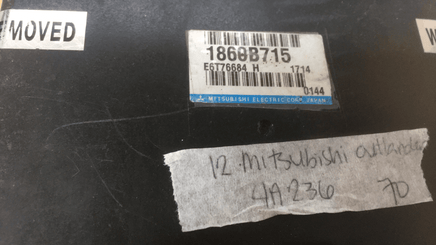 MOVED
W
1860B715
E6T76684 H 1714
0144
MITSUBISHI ELECTRIC CORP. JAPAN
12 mitsubishi outlander
4A236 70